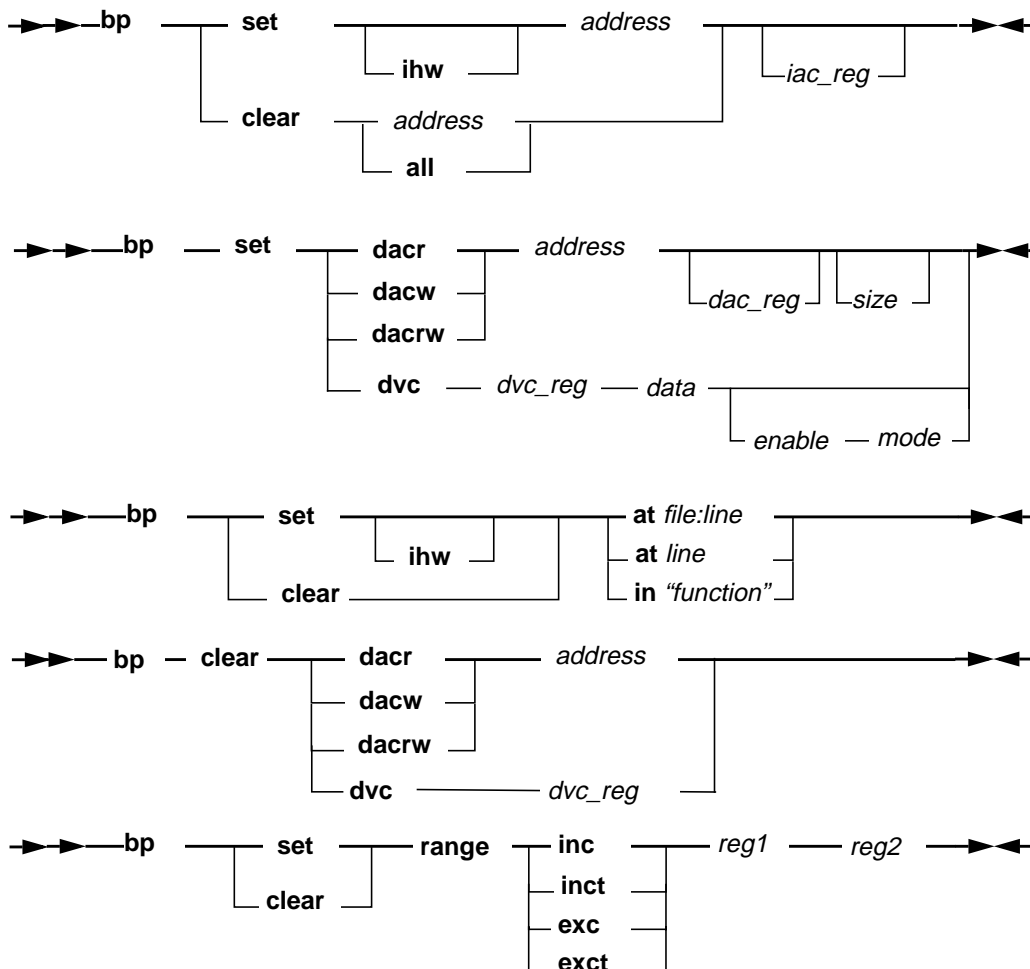 bp set address
ihw iac_reg
clear address
all
bp set dacr address
dacw dac_reg size
dacrw
dvc dvc_reg data
enable mode
bp set at file:line
ihw at line
clear in “function”
bp clear dacr address
dacw
dacrw
dvc dvc_reg
bp set range inc reg1 reg2
clear inct
exc
exct